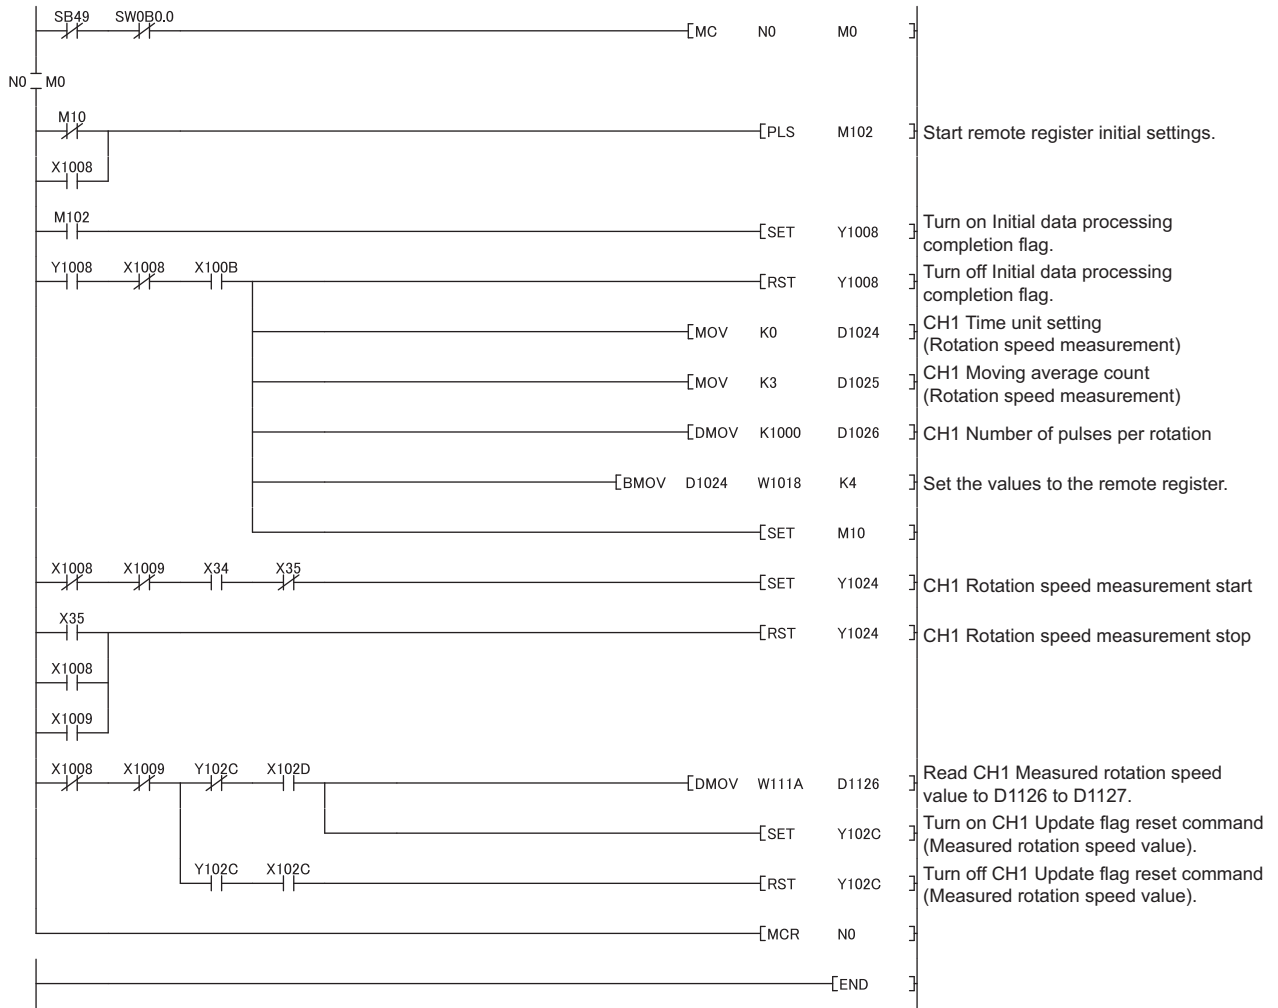 SB49 SW0B0.0
[MC N0 M0 ]
N0 M0
M10
[PLS M102 ] Start remote register initial settings.
X1008
M102
[SET Y1008 ] Turn on Initial data processing
completion flag.
Y1008 X1008 X100B
[RST Y1008 ] Turn off Initial data processing
completion flag.
[MOV K0 D1024 ] CH1 Time unit setting
(Rotation speed measurement)
[MOV K3 D1025 ] CH1 Moving average count
(Rotation speed measurement)
[DMOV K1000 D1026 ] CH1 Number of pulses per rotation
[BMOV D1024 W1018 K4 ] Set the values to the remote register.
[SET M10 ]
X1008 X1009 X34 X35
[SET Y1024 ] CH1 Rotation speed measurement start
X35
[RST Y1024 ] CH1 Rotation speed measurement stop
X1008
X1009
X1008 X1009 Y102C X102D
[DMOV W111A D1126 ] Read CH1 Measured rotation speed
value to D1126 to D1127.
[SET Y102C ] Turn on CH1 Update flag reset command
(Measured rotation speed value).
Y102C X102C
[RST Y102C ] Turn off CH1 Update flag reset command
(Measured rotation speed value).
[MCR N0 ]
[END ]